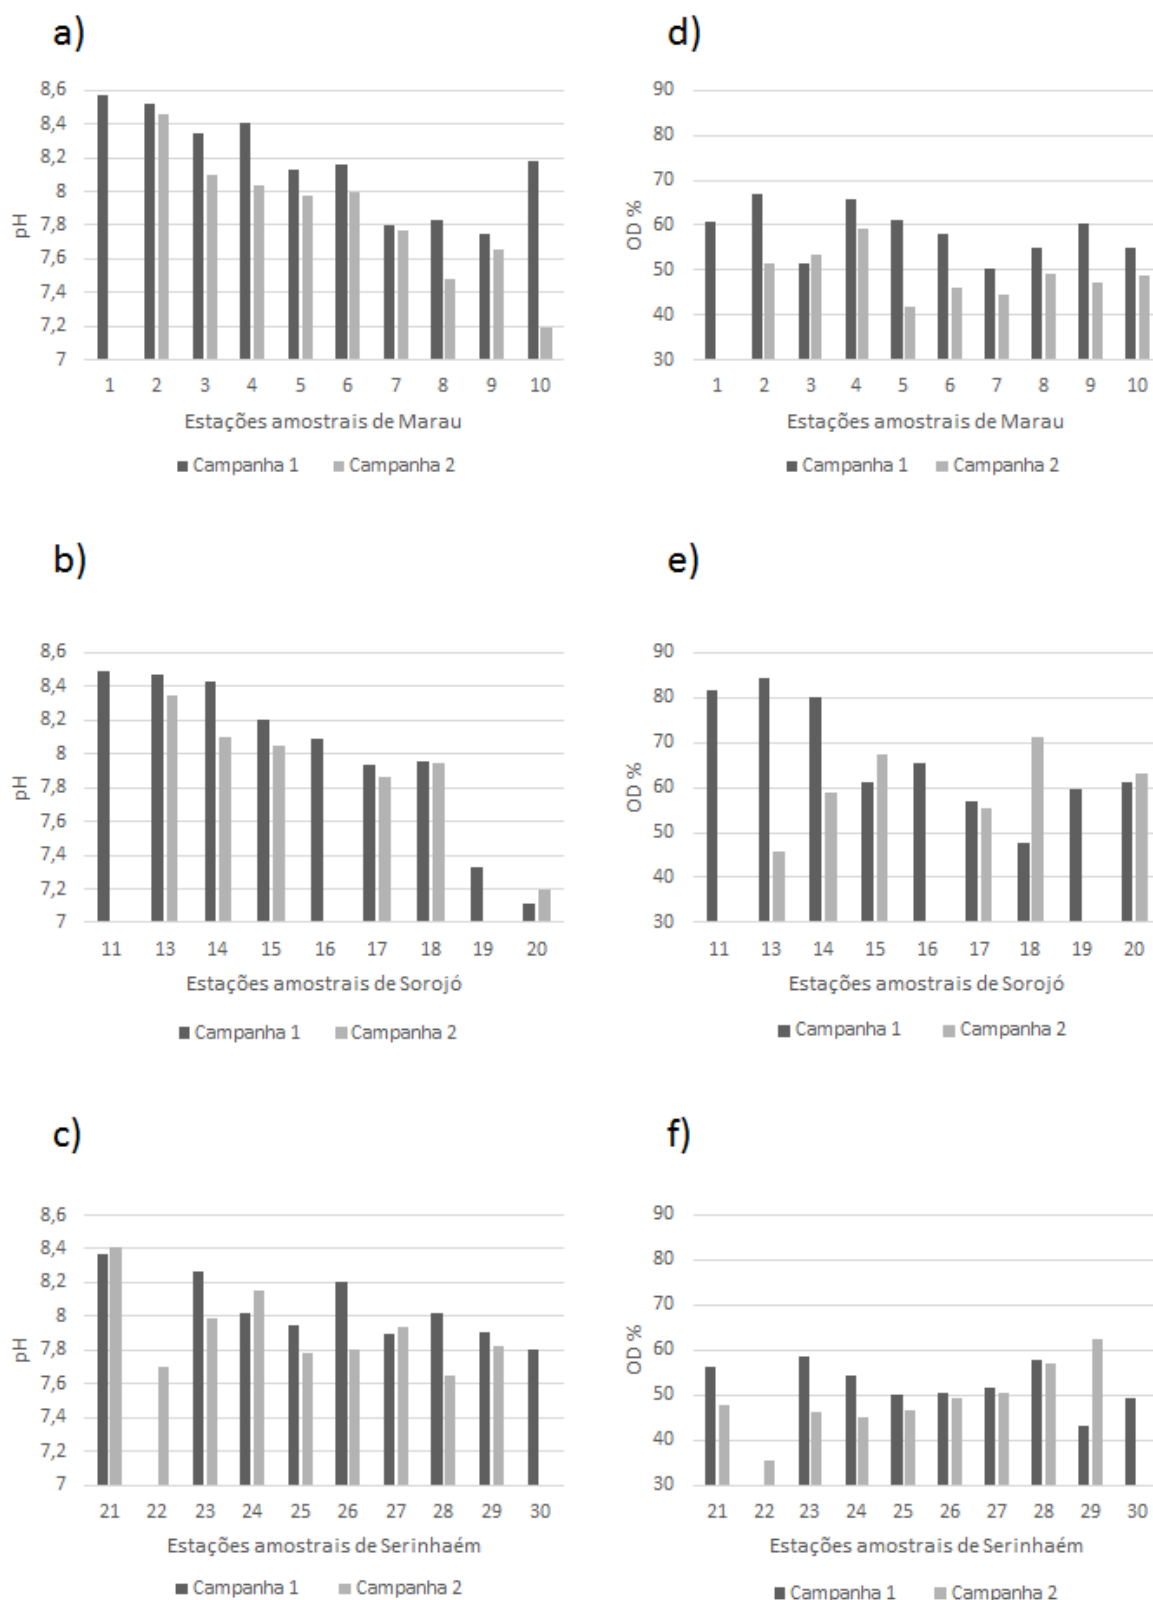 a)
8,6
8,4
8,2
8
7,8
7,6
7,4
7,2
7
pH
1 2 3 4 5 6 7 8 9 10
Estações amostrais de Marau
Campanha 1 Campanha 2
d)
90
80
70
60
50
40
30
OD %
1 2 3 4 5 6 7 8 9 10
Estações amostrais de Marau
Campanha 1 Campanha 2
b)
8,6
8,4
8,2
8
7,8
7,6
7,4
7,2
7
pH
11 13 14 15 16 17 18 19 20
Estações amostrais de Sorojó
Campanha 1 Campanha 2
e)
90
80
70
60
50
40
30
OD %
11 13 14 15 16 17 18 19 20
Estações amostrais de Sorojó
Campanha 1 Campanha 2
c)
8,6
8,4
8,2
8
7,8
7,6
7,4
7,2
7
pH
21 22 23 24 25 26 27 28 29 30
Estações amostrais de Serinhaém
Campanha 1 Campanha 2
f)
90
80
70
60
50
40
30
OD %
21 22 23 24 25 26 27 28 29 30
Estações amostrais de Serinhaém
Campanha 1 Campanha 2